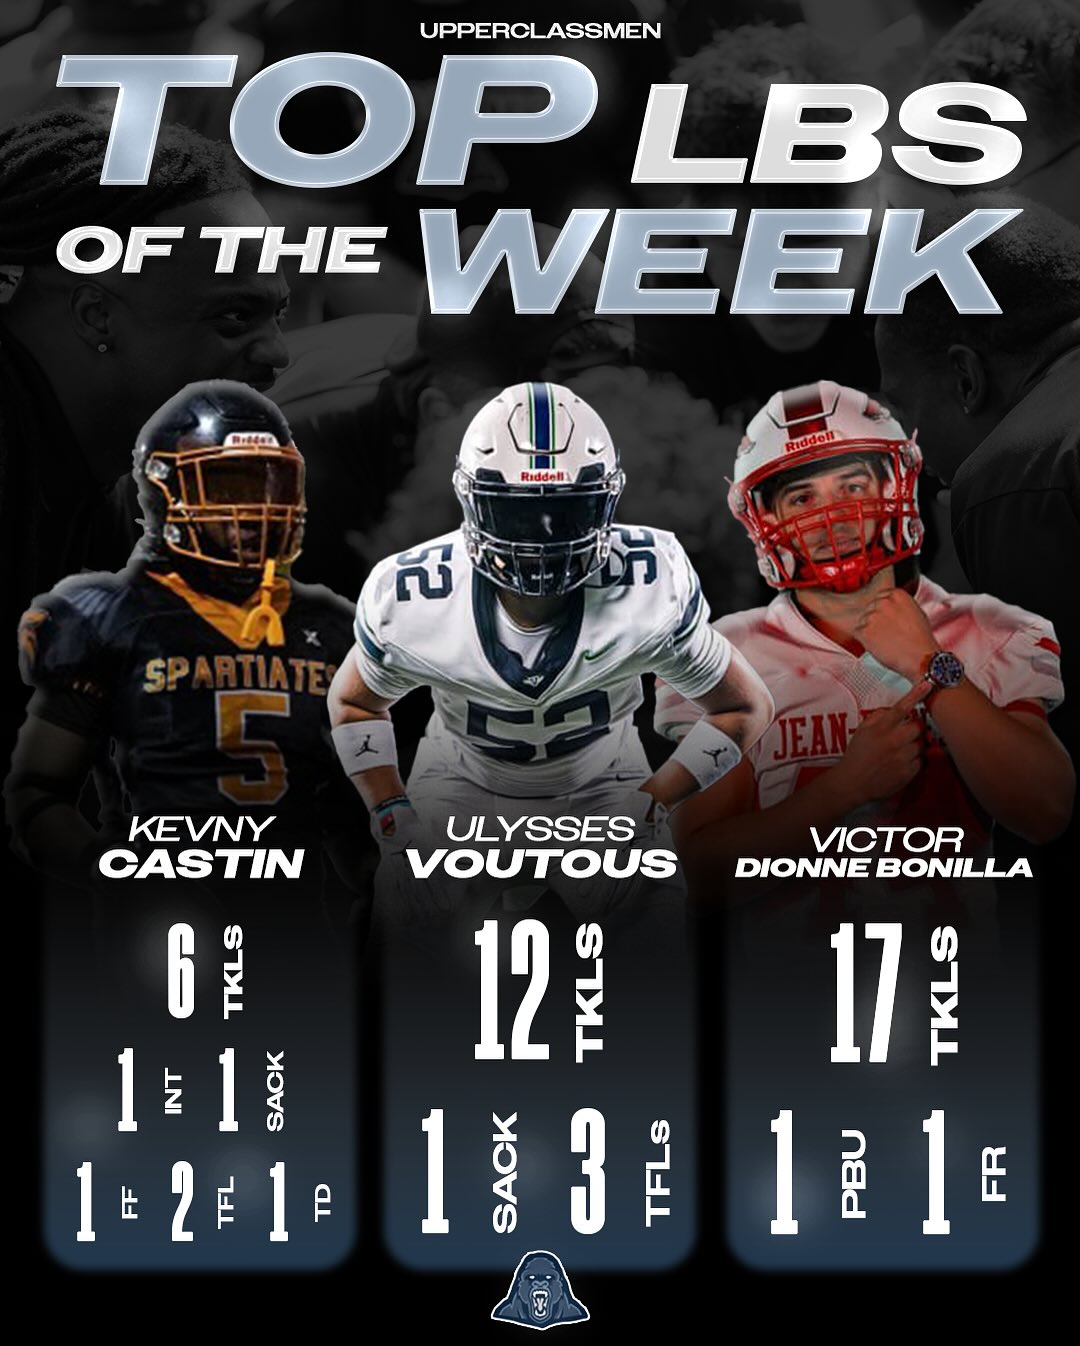 UPPERCLASSMEN
TOP LBS
OF THE WEEK
Riddell
Riddell
Riddell
52
52
SPARTIATES
5
52
JEAN-
KEVNY
CASTIN
ULYSSES
VOUTOUS
VICTOR
DIONNE BONILLA
6 TKLS
1 INT 1 SACK
1 FF 2 TFL 1 TD
12 TKLS
1 SACK 3 TFLs
17 TKLS
1 PBU 1 FR